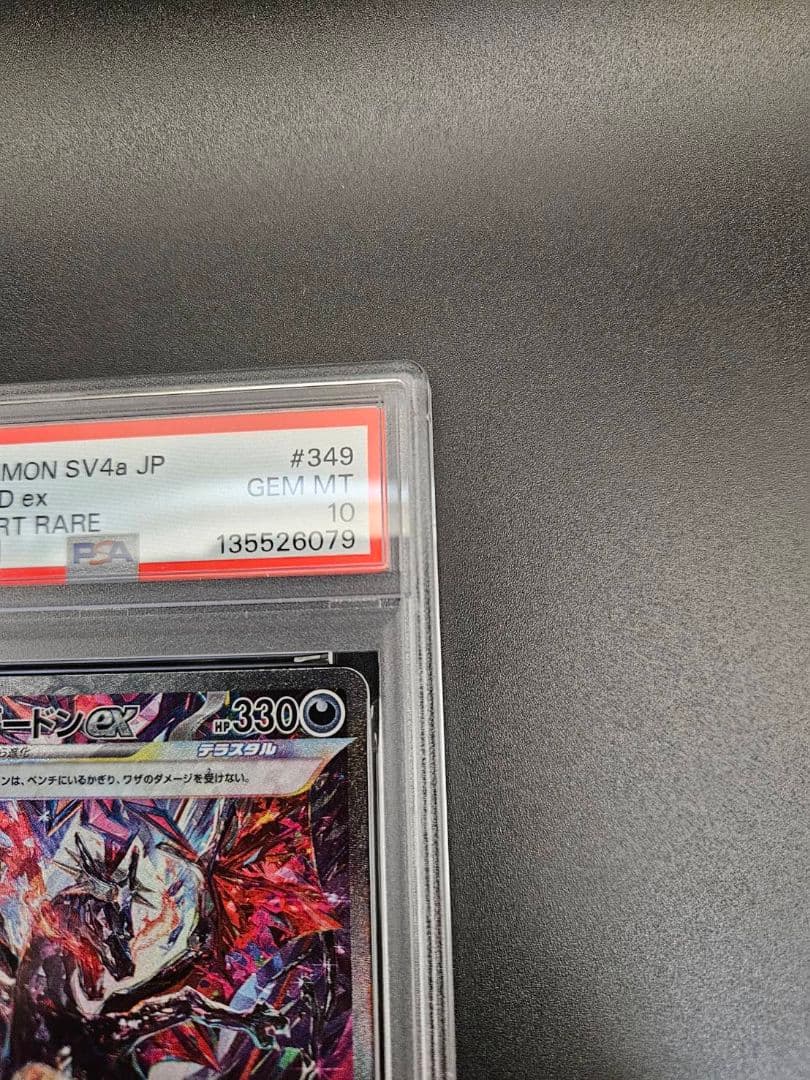 MON SV4a JP #349
D ex GEM MT
RT RARE 10
PSA 135526079
ードンex HP330
進化 テラスタル
ンは、ベンチにいるかぎり、ワザのダメージを受けない。